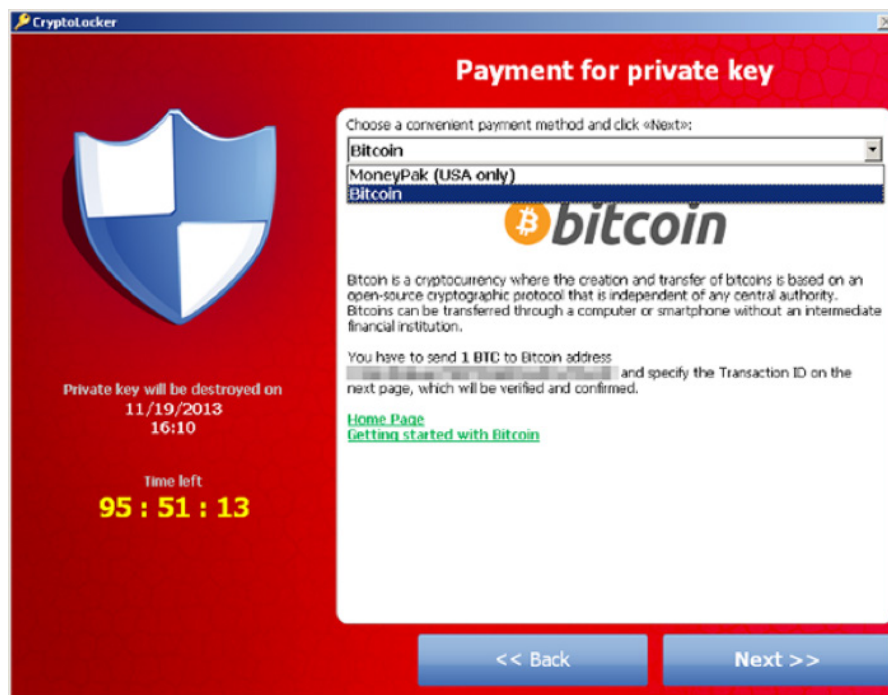 CryptoLocker
Payment for private key
Choose a convenient payment method and click «Next»:
Bitcoin
MoneyPak (USA only)
Bitcoin
bitcoin
Bitcoin is a cryptocurrency where the creation and transfer of bitcoins is based on an
open-source cryptographic protocol that is independent of any central authority.
Bitcoins can be transferred through a computer or smartphone without an intermediate
financial institution.
You have to send 1 BTC to Bitcoin address
and specify the Transaction ID on the
next page, which will be verified and confirmed.
Home Page
Getting started with Bitcoin
Private key will be destroyed on
11/19/2013
16:10
Time left
95 : 51 : 13
<< Back
Next >>